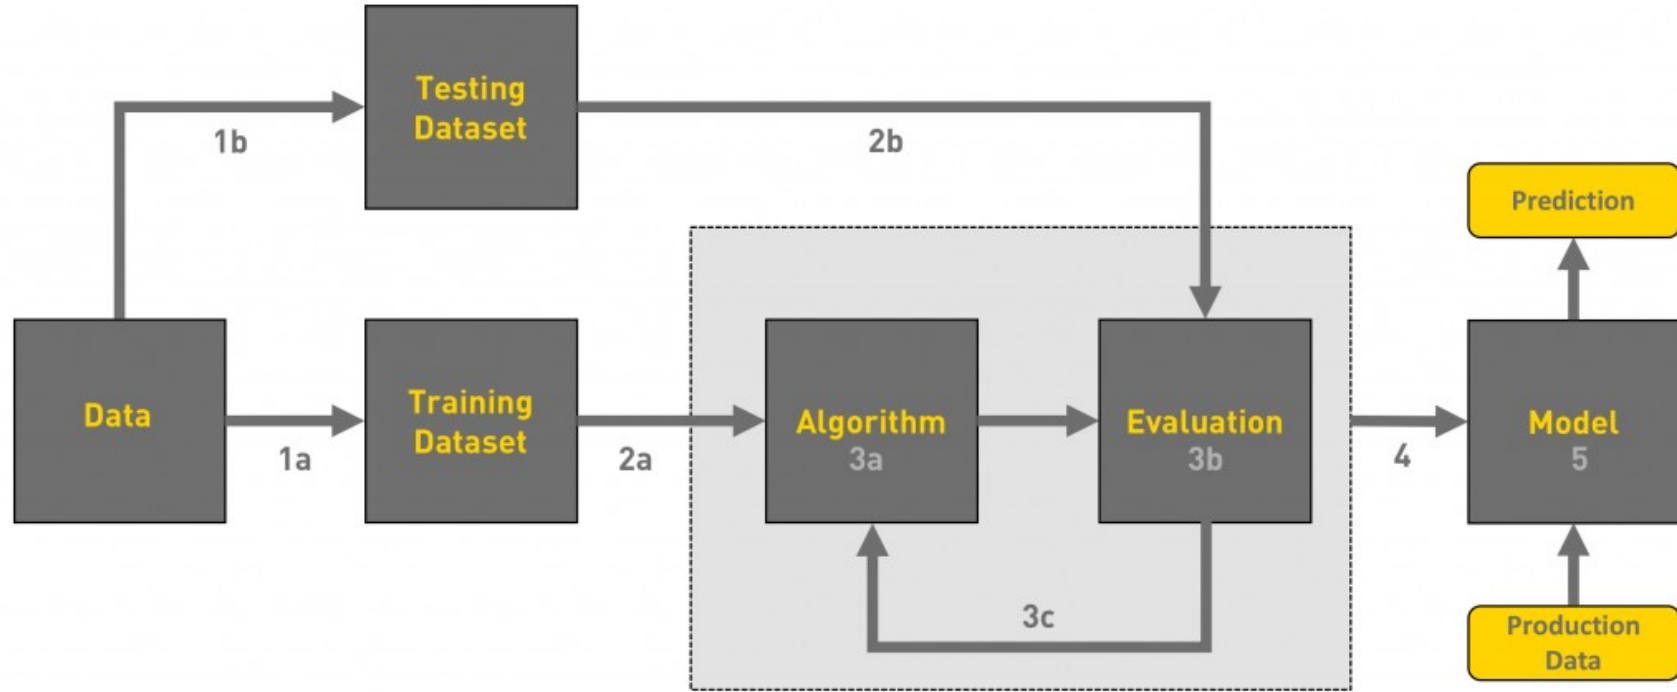 Testing
Dataset
1b
2b
Prediction
Data
Training
Dataset
Algorithm
3a
Evaluation
3b
Model
5
1a
2a
4
3c
Production
Data